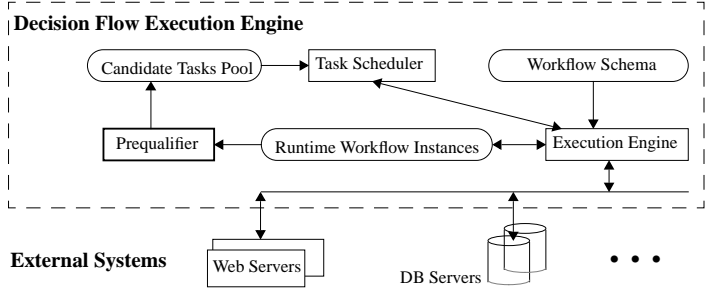 Decision Flow Execution Engine
Candidate Tasks Pool
Task Scheduler
Workflow Schema
Prequalifier
Runtime Workflow Instances
Execution Engine
External Systems
Web Servers
DB Servers